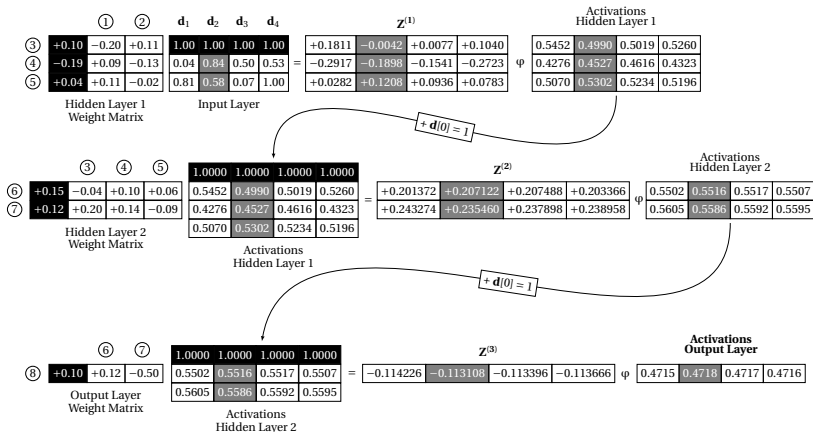 ① ② d₁ d₂ d₃ d₄ Z⁽¹⁾ Activations Hidden Layer 1
③ +0.10 −0.20 +0.11 1.00 1.00 1.00 1.00 +0.1811 −0.0042 +0.0077 +0.1040 0.5452 0.4990 0.5019 0.5260
④ −0.19 +0.09 −0.13 0.04 0.84 0.50 0.53 = −0.2917 −0.1898 −0.1541 −0.2723 φ 0.4276 0.4527 0.4616 0.4323
⑤ +0.04 +0.11 −0.02 0.81 0.58 0.07 1.00 +0.0282 +0.1208 +0.0936 +0.0783 0.5070 0.5302 0.5234 0.5196
Hidden Layer 1 Input Layer
Weight Matrix
+ d[0] = 1
③ ④ ⑤ 1.0000 1.0000 1.0000 1.0000 Z⁽²⁾ Activations Hidden Layer 2
⑥ +0.15 −0.04 +0.10 +0.06 0.5452 0.4990 0.5019 0.5260 = +0.201372 +0.207122 +0.207488 +0.203366 φ 0.5502 0.5516 0.5517 0.5507
⑦ +0.12 +0.20 +0.14 −0.09 0.4276 0.4527 0.4616 0.4323 +0.243274 +0.235460 +0.237898 +0.238958 0.5605 0.5586 0.5592 0.5595
0.5070 0.5302 0.5234 0.5196
Hidden Layer 2
Weight Matrix
Activations
Hidden Layer 1
+ d[0] = 1
⑥ ⑦ 1.0000 1.0000 1.0000 1.0000 Z⁽³⁾ Activations Output Layer
⑧ +0.10 +0.12 −0.50 0.5502 0.5516 0.5517 0.5507 = −0.114226 −0.113108 −0.113396 −0.113666 φ 0.4715 0.4718 0.4717 0.4716
0.5605 0.5586 0.5592 0.5595
Output Layer
Weight Matrix
Activations
Hidden Layer 2